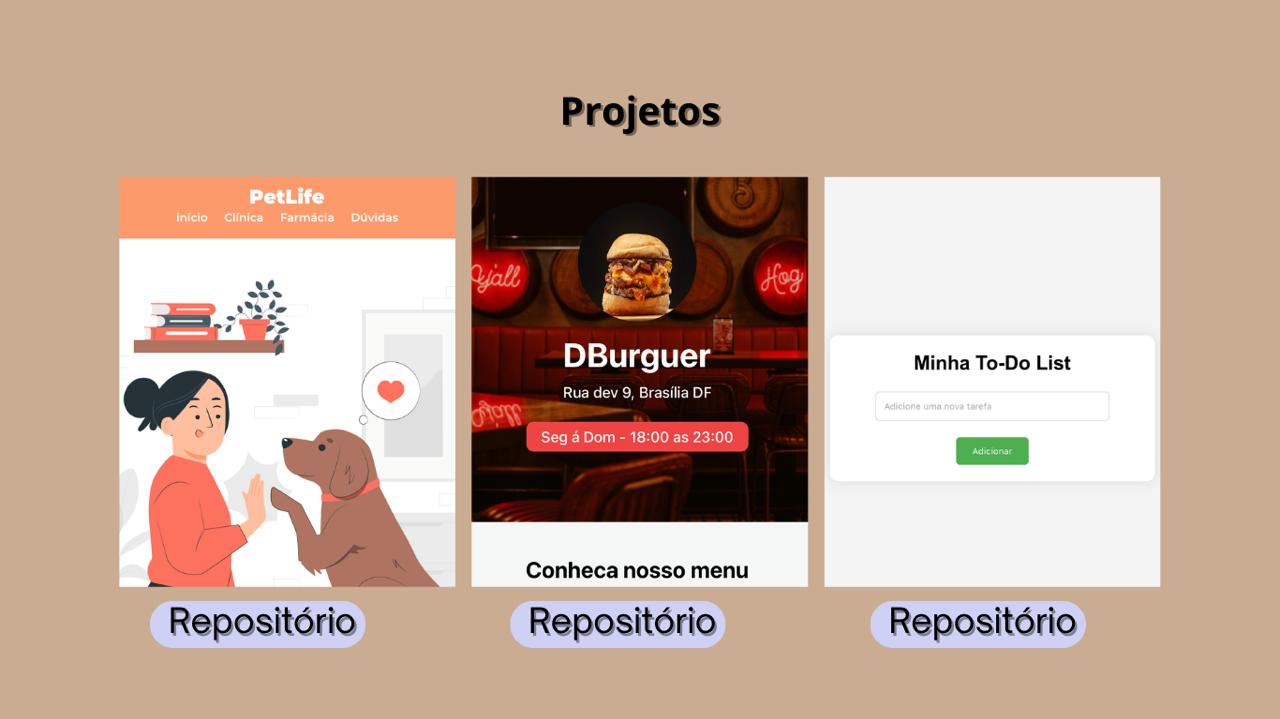 Projetos
PetLife
início Clínica Farmácia Dúvidas
y'all
Hog
DBurguer
Rua dev 9, Brasília DF
Seg á Dom - 18:00 as 23:00
Conheca nosso menu
Minha To-Do List
Adicione uma nova tarefa
Adicionar
Repositório
Repositório
Repositório